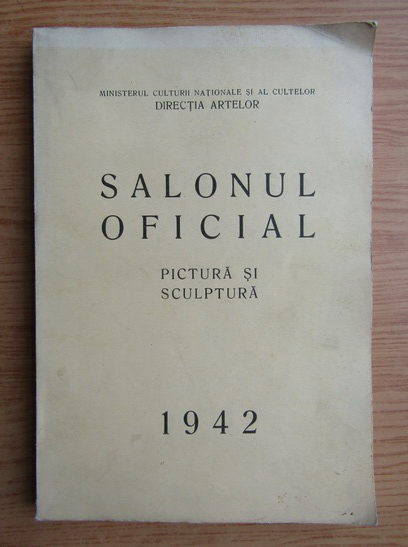 MINISTERUL CULTURII NAȚIONALE ȘI AL CULTELOR
DIRECȚIA ARTELOR
SALONUL
OFICIAL
PICTURĂ ȘI
SCULPTURĂ
1942